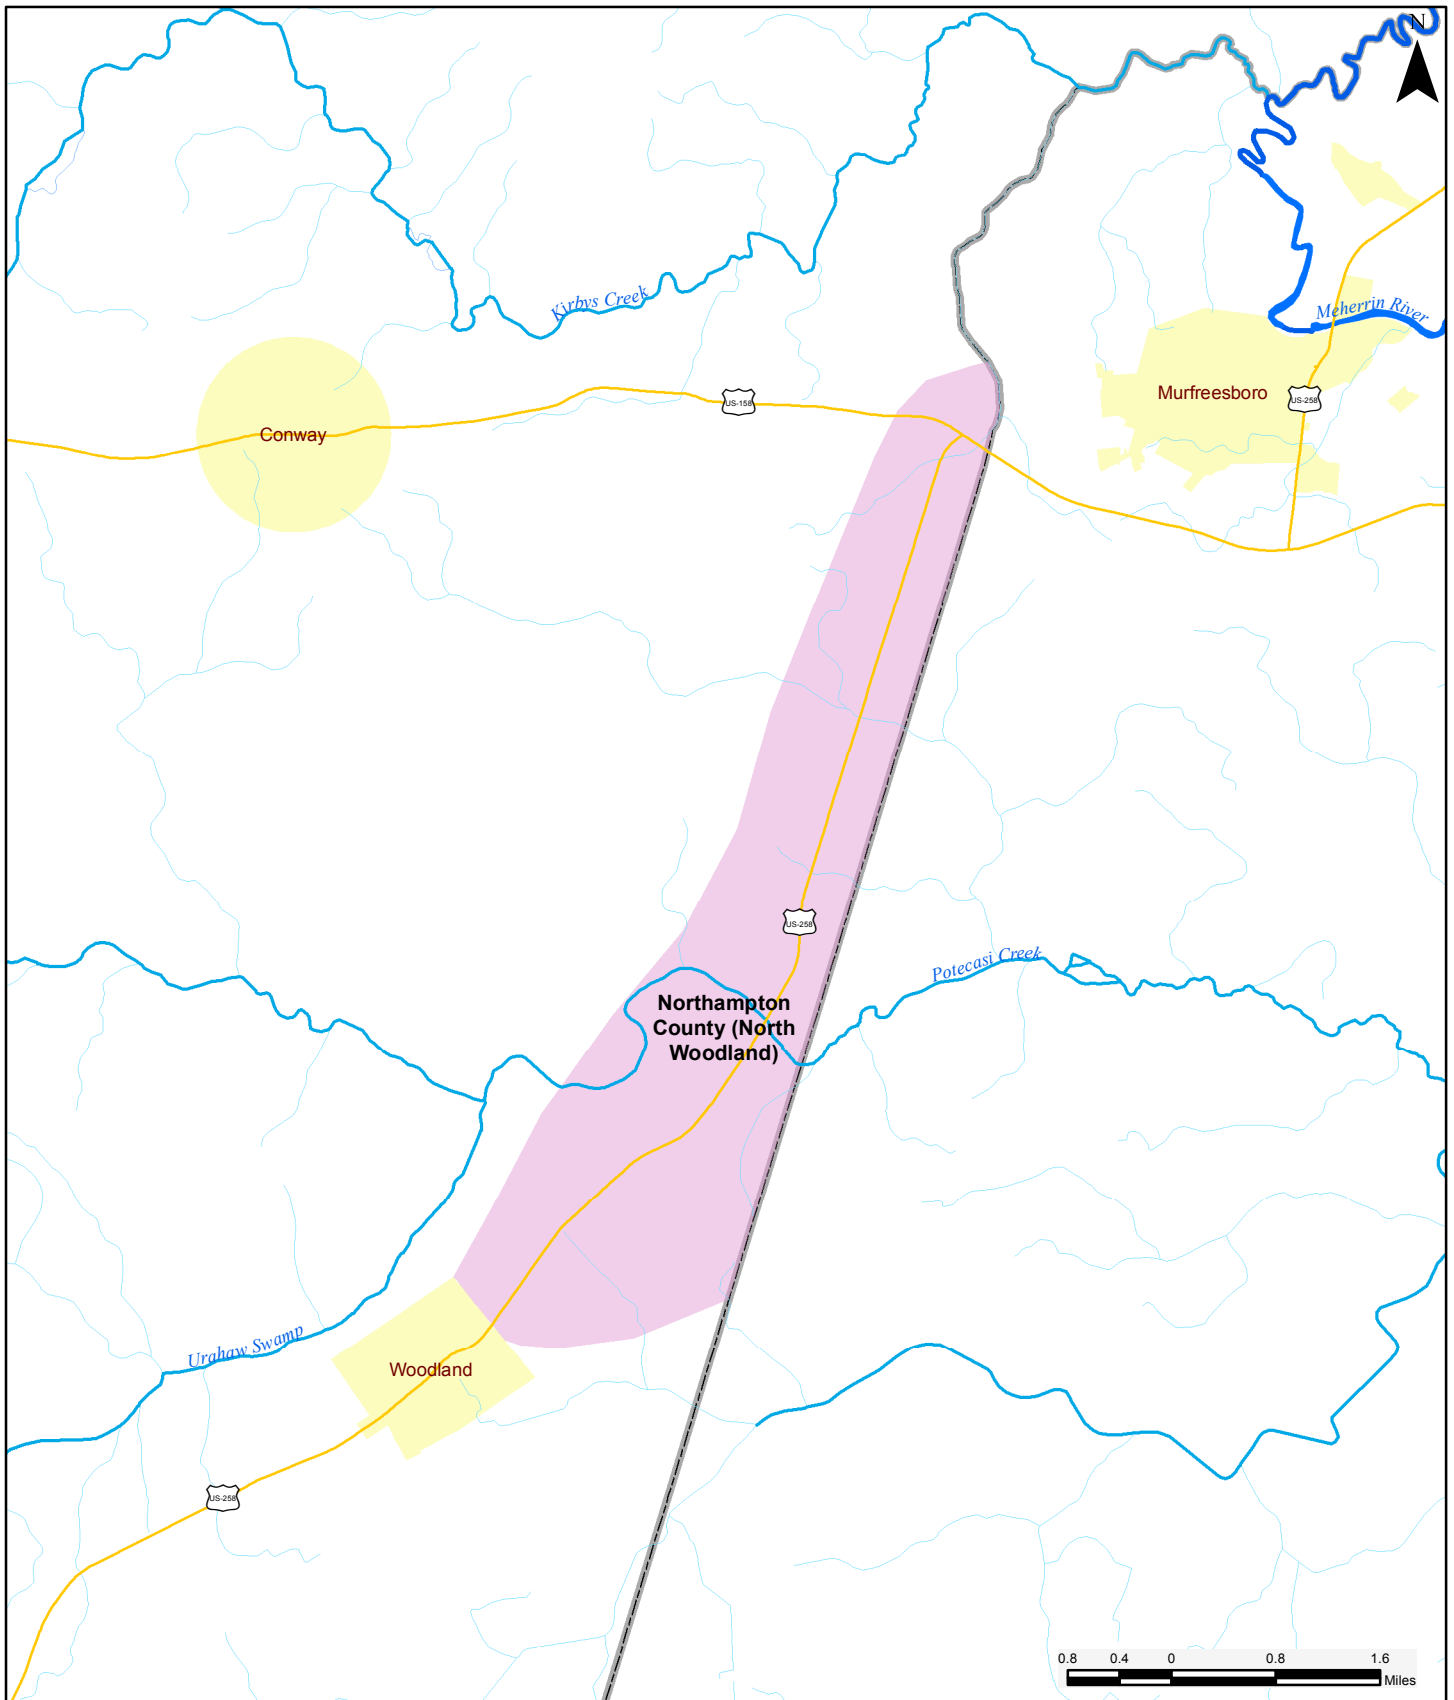 N
Kirbys Creek
Meherrin River
US-158
Murfreesboro
US-258
Conway
US-258
Potecasi Creek
Northampton
County (North
Woodland)
Urahaw Swamp
Woodland
US-258
0.8 0.4 0 0.8 1.6
Miles